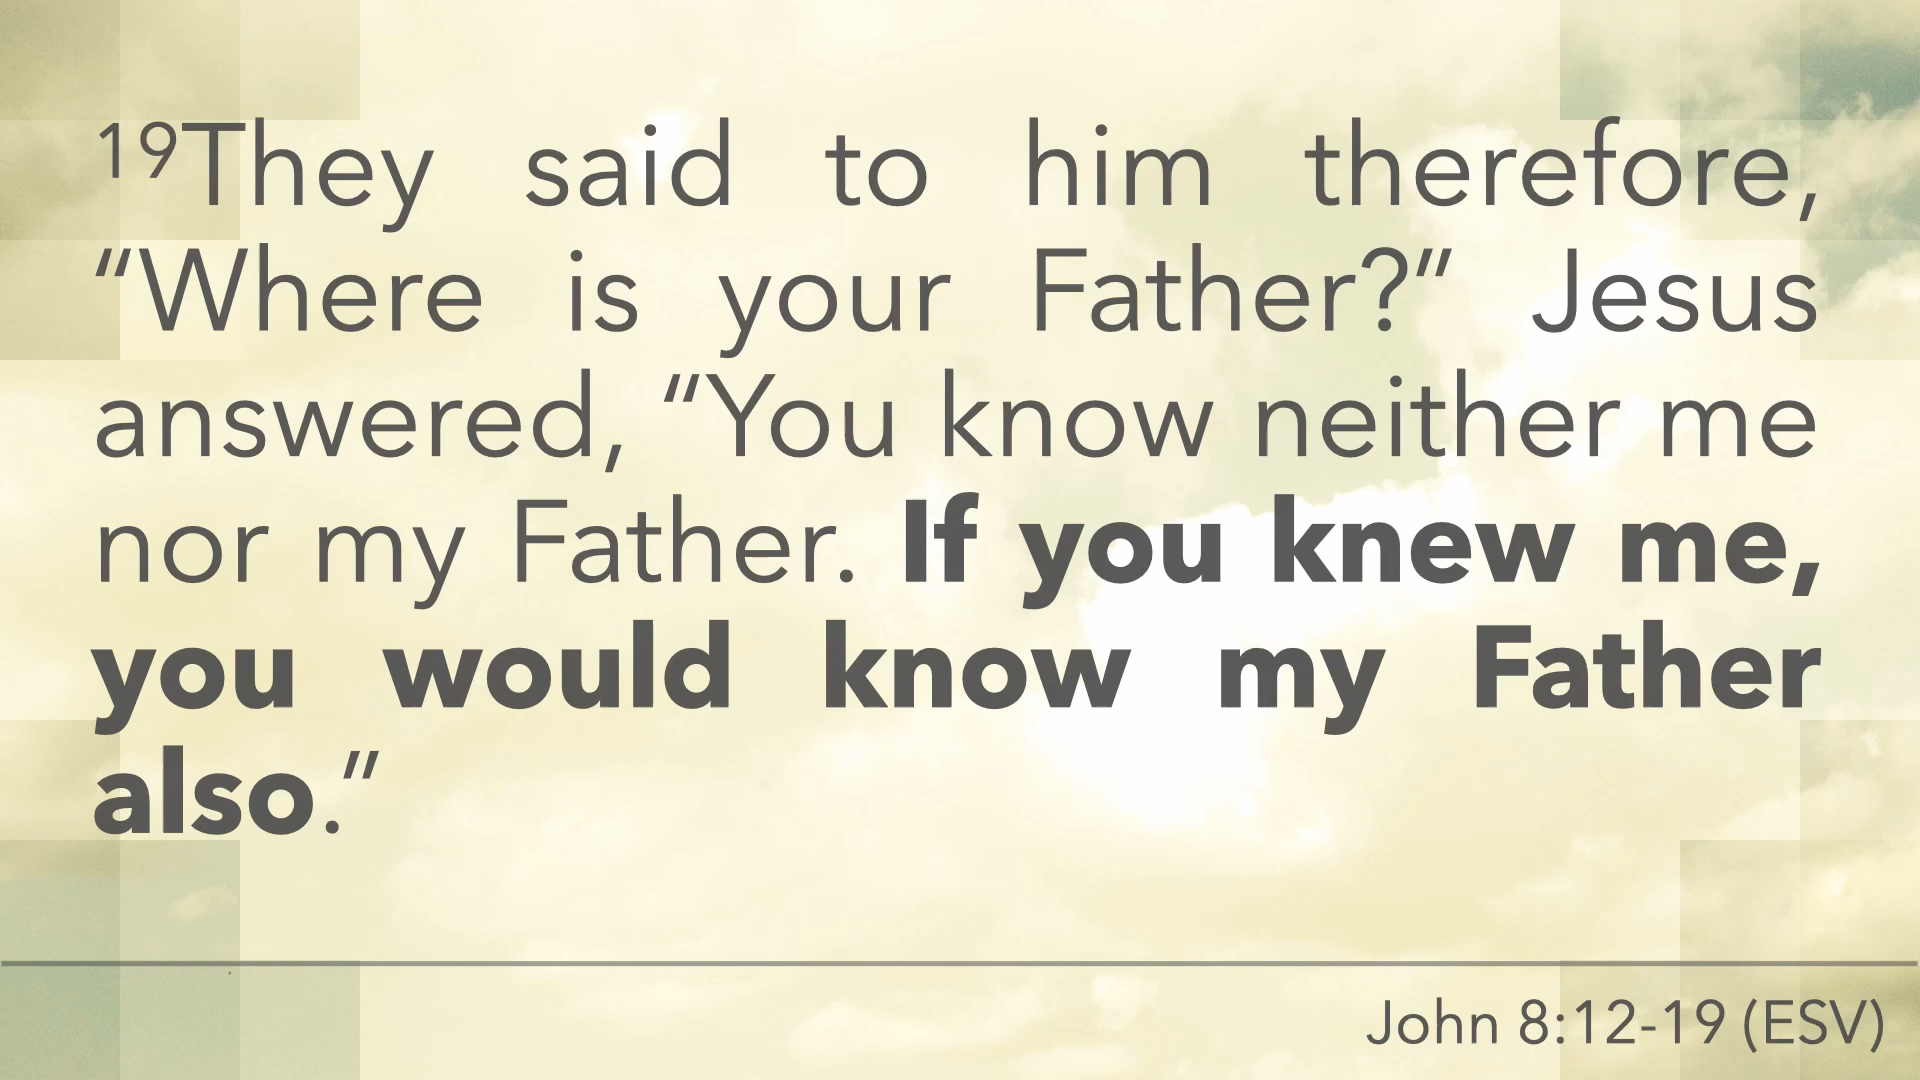 ¹⁹They said to him therefore,
“Where is your Father?” Jesus
answered, “You know neither me
nor my Father. If you knew me,
you would know my Father
also.”
John 8:12-19 (ESV)